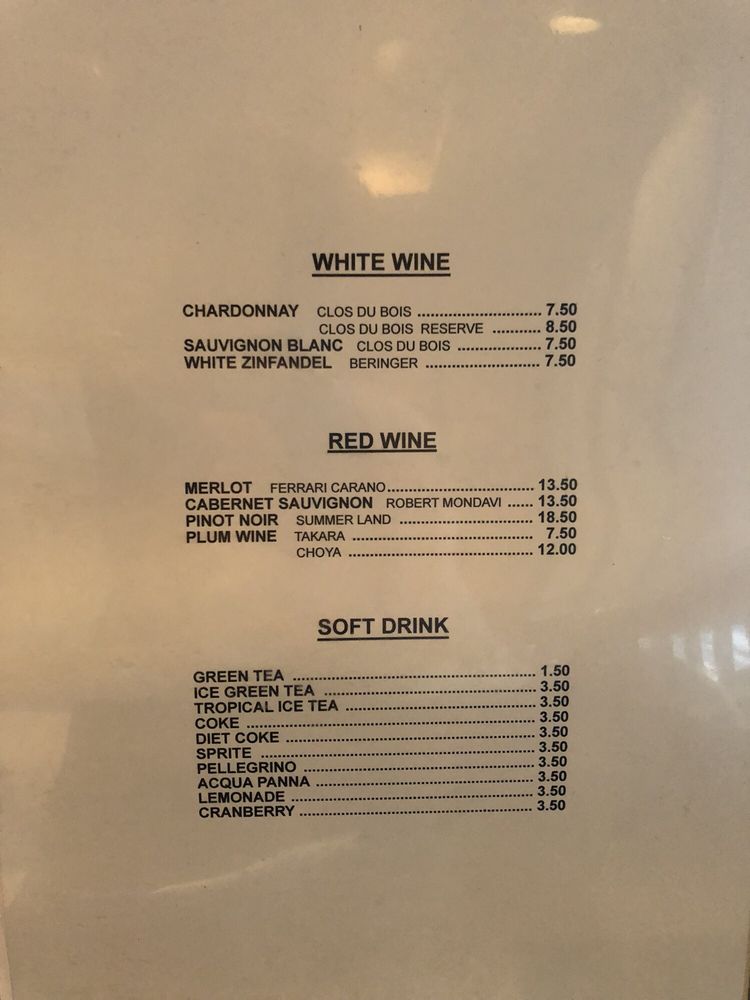 WHITE WINE
CHARDONNAY CLOS DU BOIS ............................ 7.50
CLOS DU BOIS RESERVE ........... 8.50
SAUVIGNON BLANC CLOS DU BOIS ................... 7.50
WHITE ZINFANDEL BERINGER .......................... 7.50
RED WINE
MERLOT FERRARI CARANO.................................. 13.50
CABERNET SAUVIGNON ROBERT MONDAVI ...... 13.50
PINOT NOIR SUMMER LAND ............................... 18.50
PLUM WINE TAKARA .......................................... 7.50
CHOYA ........................................... 12.00
SOFT DRINK
GREEN TEA ........................................................ 1.50
ICE GREEN TEA ................................................. 3.50
TROPICAL ICE TEA ............................................ 3.50
COKE ................................................................... 3.50
DIET COKE .......................................................... 3.50
SPRITE ................................................................ 3.50
PELLEGRINO ...................................................... 3.50
ACQUA PANNA ................................................... 3.50
LEMONADE ......................................................... 3.50
CRANBERRY ....................................................... 3.50